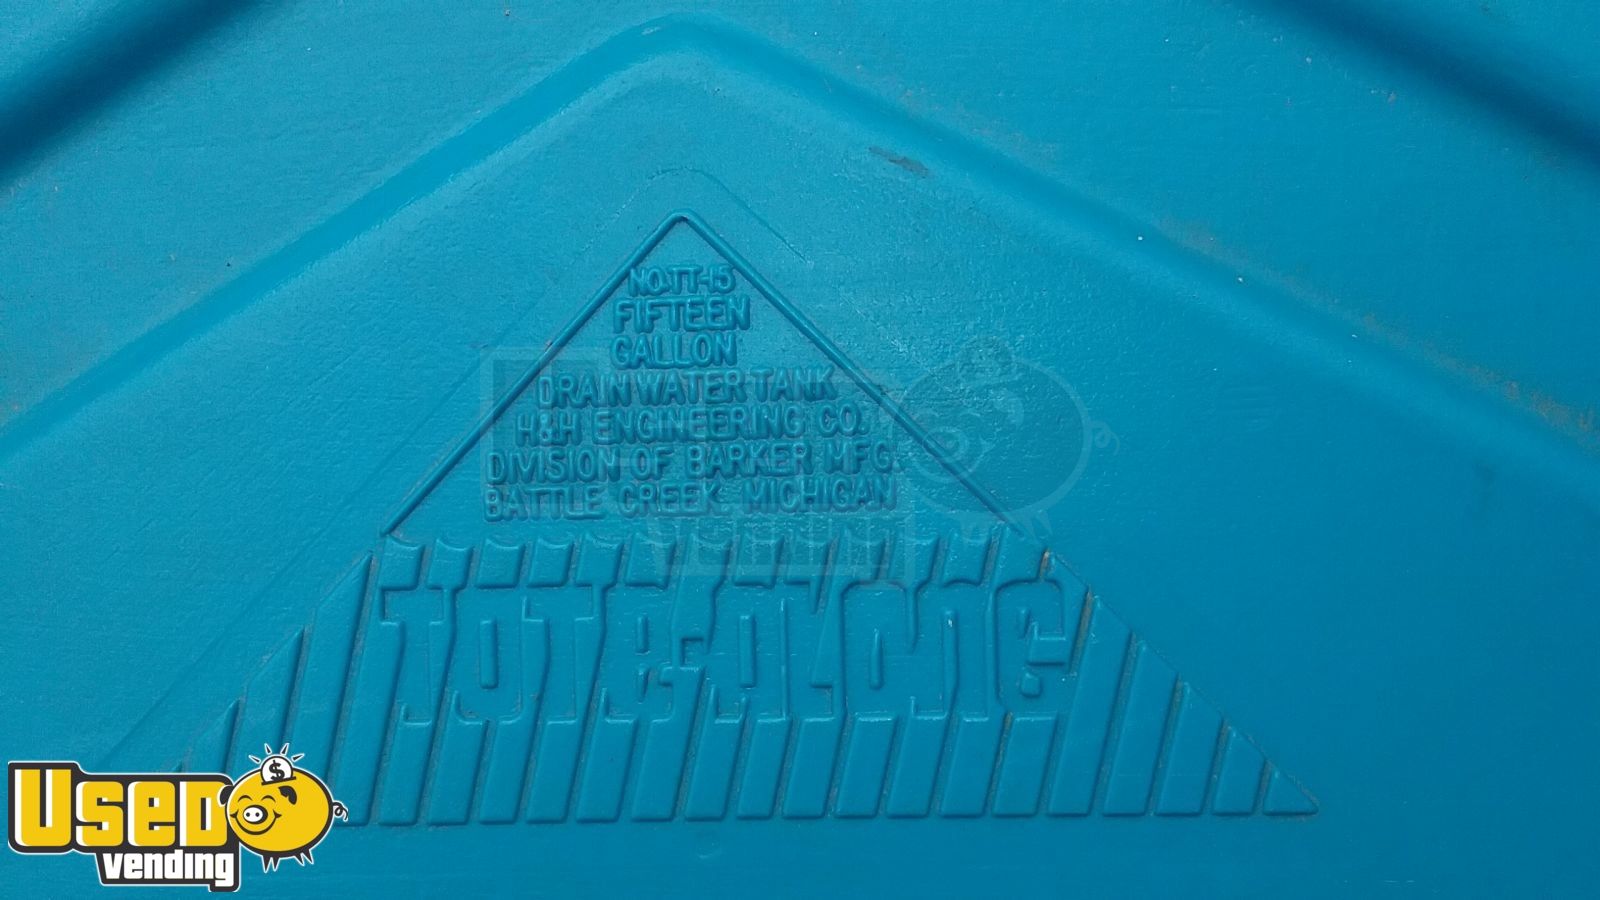 NO. TT-15
FIFTEEN
GALLON
DRAIN WATER TANK
H&H ENGINEERING CO.
DIVISION OF BARKER MFG.
BATTLE CREEK, MICHIGAN
TOTE-ALONG
USED
vending